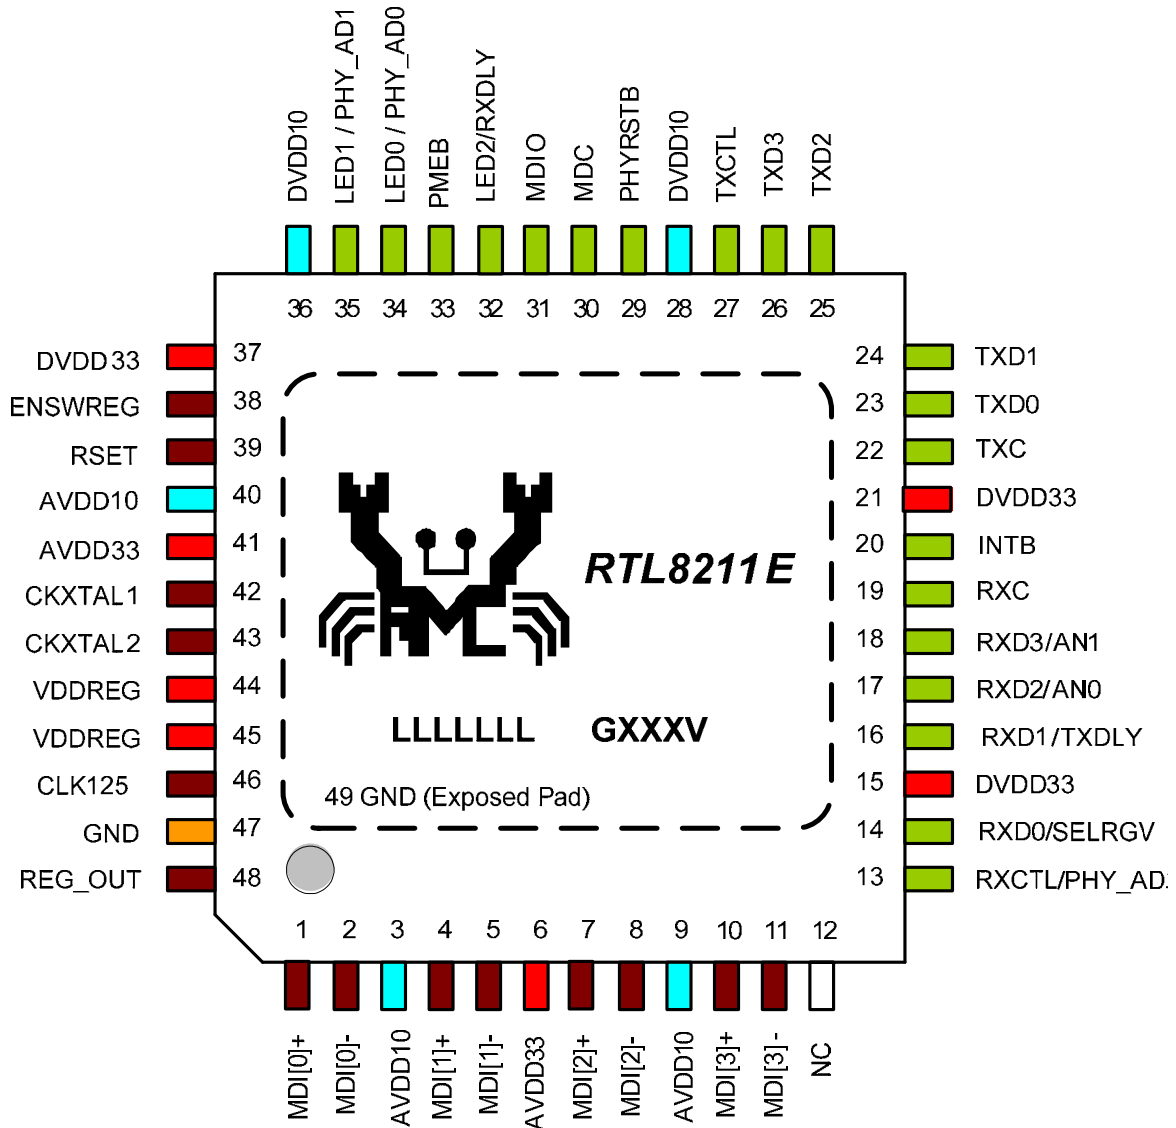 DVDD10
LED1 / PHY_AD1
LED0 / PHY_AD0
PMEB
LED2/RXDLY
MDIO
MDC
PHYRSTB
DVDD10
TXCTL
TXD3
TXD2
36 35 34 33 32 31 30 29 28 27 26 25
DVDD33 37
ENSWREG 38
RSET 39
AVDD10 40
AVDD33 41
CKXTAL1 42
CKXTAL2 43
VDDREG 44
VDDREG 45
CLK125 46
GND 47
REG_OUT 48
RTL8211E
LLLLLLL GXXXV
49 GND (Exposed Pad)
24 TXD1
23 TXD0
22 TXC
21 DVDD33
20 INTB
19 RXC
18 RXD3/AN1
17 RXD2/AN0
16 RXD1/TXDLY
15 DVDD33
14 RXD0/SELRGV
13 RXCTL/PHY_AD
1 2 3 4 5 6 7 8 9 10 11 12
MDI[0]+
MDI[0]-
AVDD10
MDI[1]+
MDI[1]-
AVDD33
MDI[2]+
MDI[2]-
AVDD10
MDI[3]+
MDI[3]-
NC